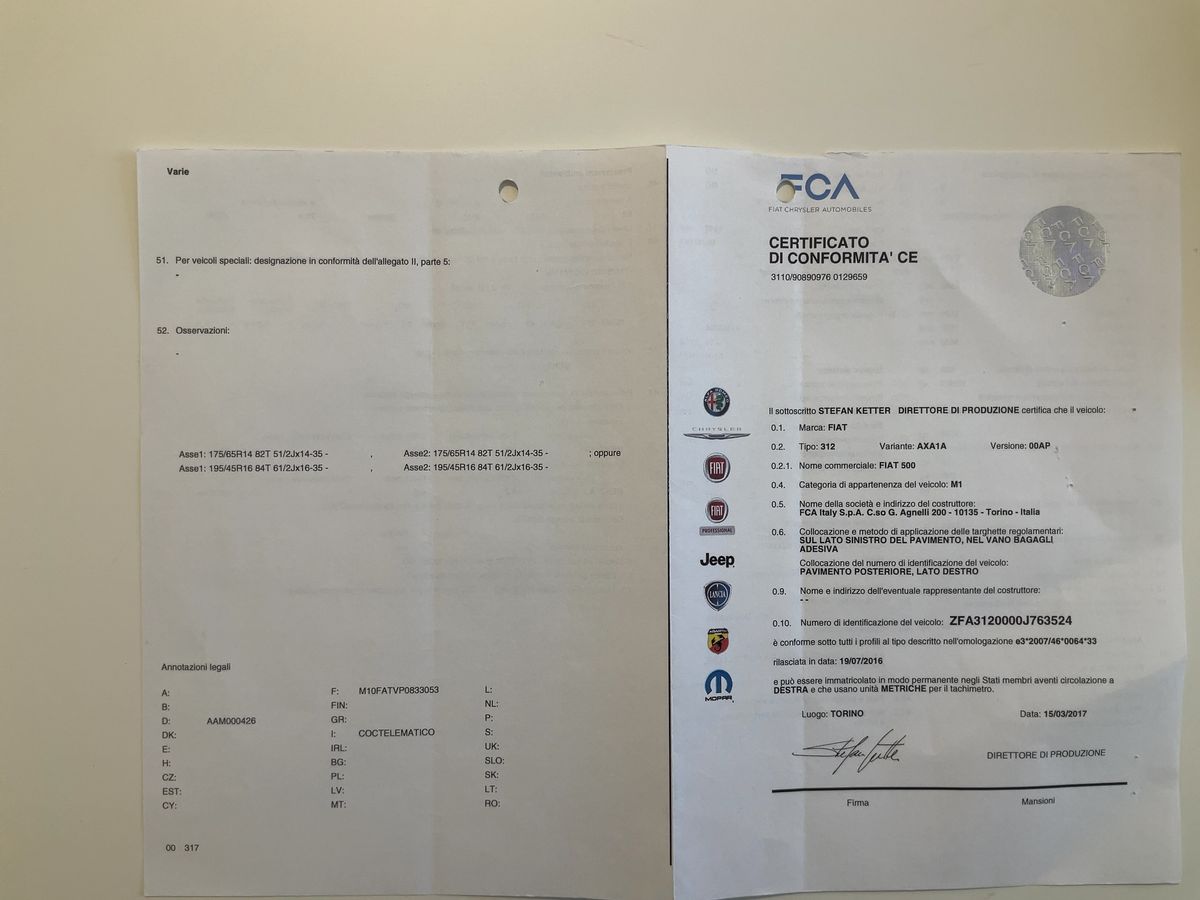 Varie
51. Per veicoli speciali: designazione in conformità dell'allegato II, parte 5:
-
52. Osservazioni:
-
Asse1: 175/65R14 82T 51/2Jx14-35 - , Asse2: 175/65R14 82T 51/2Jx14-35 - ; oppure
Asse1: 195/45R16 84T 61/2Jx16-35 - , Asse2: 195/45R16 84T 61/2Jx16-35 -
Annotazioni legali
A: F: M10FATVP0833053 L:
B: FIN: NL:
D: AAM000426 GR: P:
DK: I: COCTELEMATICO S:
E: IRL: UK:
H: BG: SLO:
CZ: PL: SK:
EST: LV: LT:
CY: MT: RO:
00 317
FCA
FIAT CHRYSLER AUTOMOBILES
CERTIFICATO
DI CONFORMITA' CE
3110/90890976 0129659
Il sottoscritto STEFAN KETTER DIRETTORE DI PRODUZIONE certifica che il veicolo:
0.1. Marca: FIAT
0.2. Tipo: 312 Variante: AXA1A Versione: 00AP
0.2.1. Nome commerciale: FIAT 500
0.4. Categoria di appartenenza del veicolo: M1
0.5. Nome della società e indirizzo del costruttore:
FCA Italy S.p.A. C.so G. Agnelli 200 - 10135 - Torino - Italia
0.6. Collocazione e metodo di applicazione delle targhette regolamentari:
SUL LATO SINISTRO DEL PAVIMENTO, NEL VANO BAGAGLI
ADESIVA
Collocazione del numero di identificazione del veicolo:
PAVIMENTO POSTERIORE, LATO DESTRO
0.9. Nome e indirizzo dell'eventuale rappresentante del costruttore:
- -
0.10. Numero di identificazione del veicolo: ZFA3120000J763524
è conforme sotto tutti i profili al tipo descritto nell'omologazione e3*2007/46*0064*33
rilasciata in data: 19/07/2016
e può essere immatricolato in modo permanente negli Stati membri aventi circolazione a
DESTRA e che usano unità METRICHE per il tachimetro.
Luogo: TORINO Data: 15/03/2017
Stefan Ketter DIRETTORE DI PRODUZIONE
Firma Mansioni
CHRYSLER
FIAT
FIAT
PROFESSIONAL
Jeep
LANCIA
MOPAR